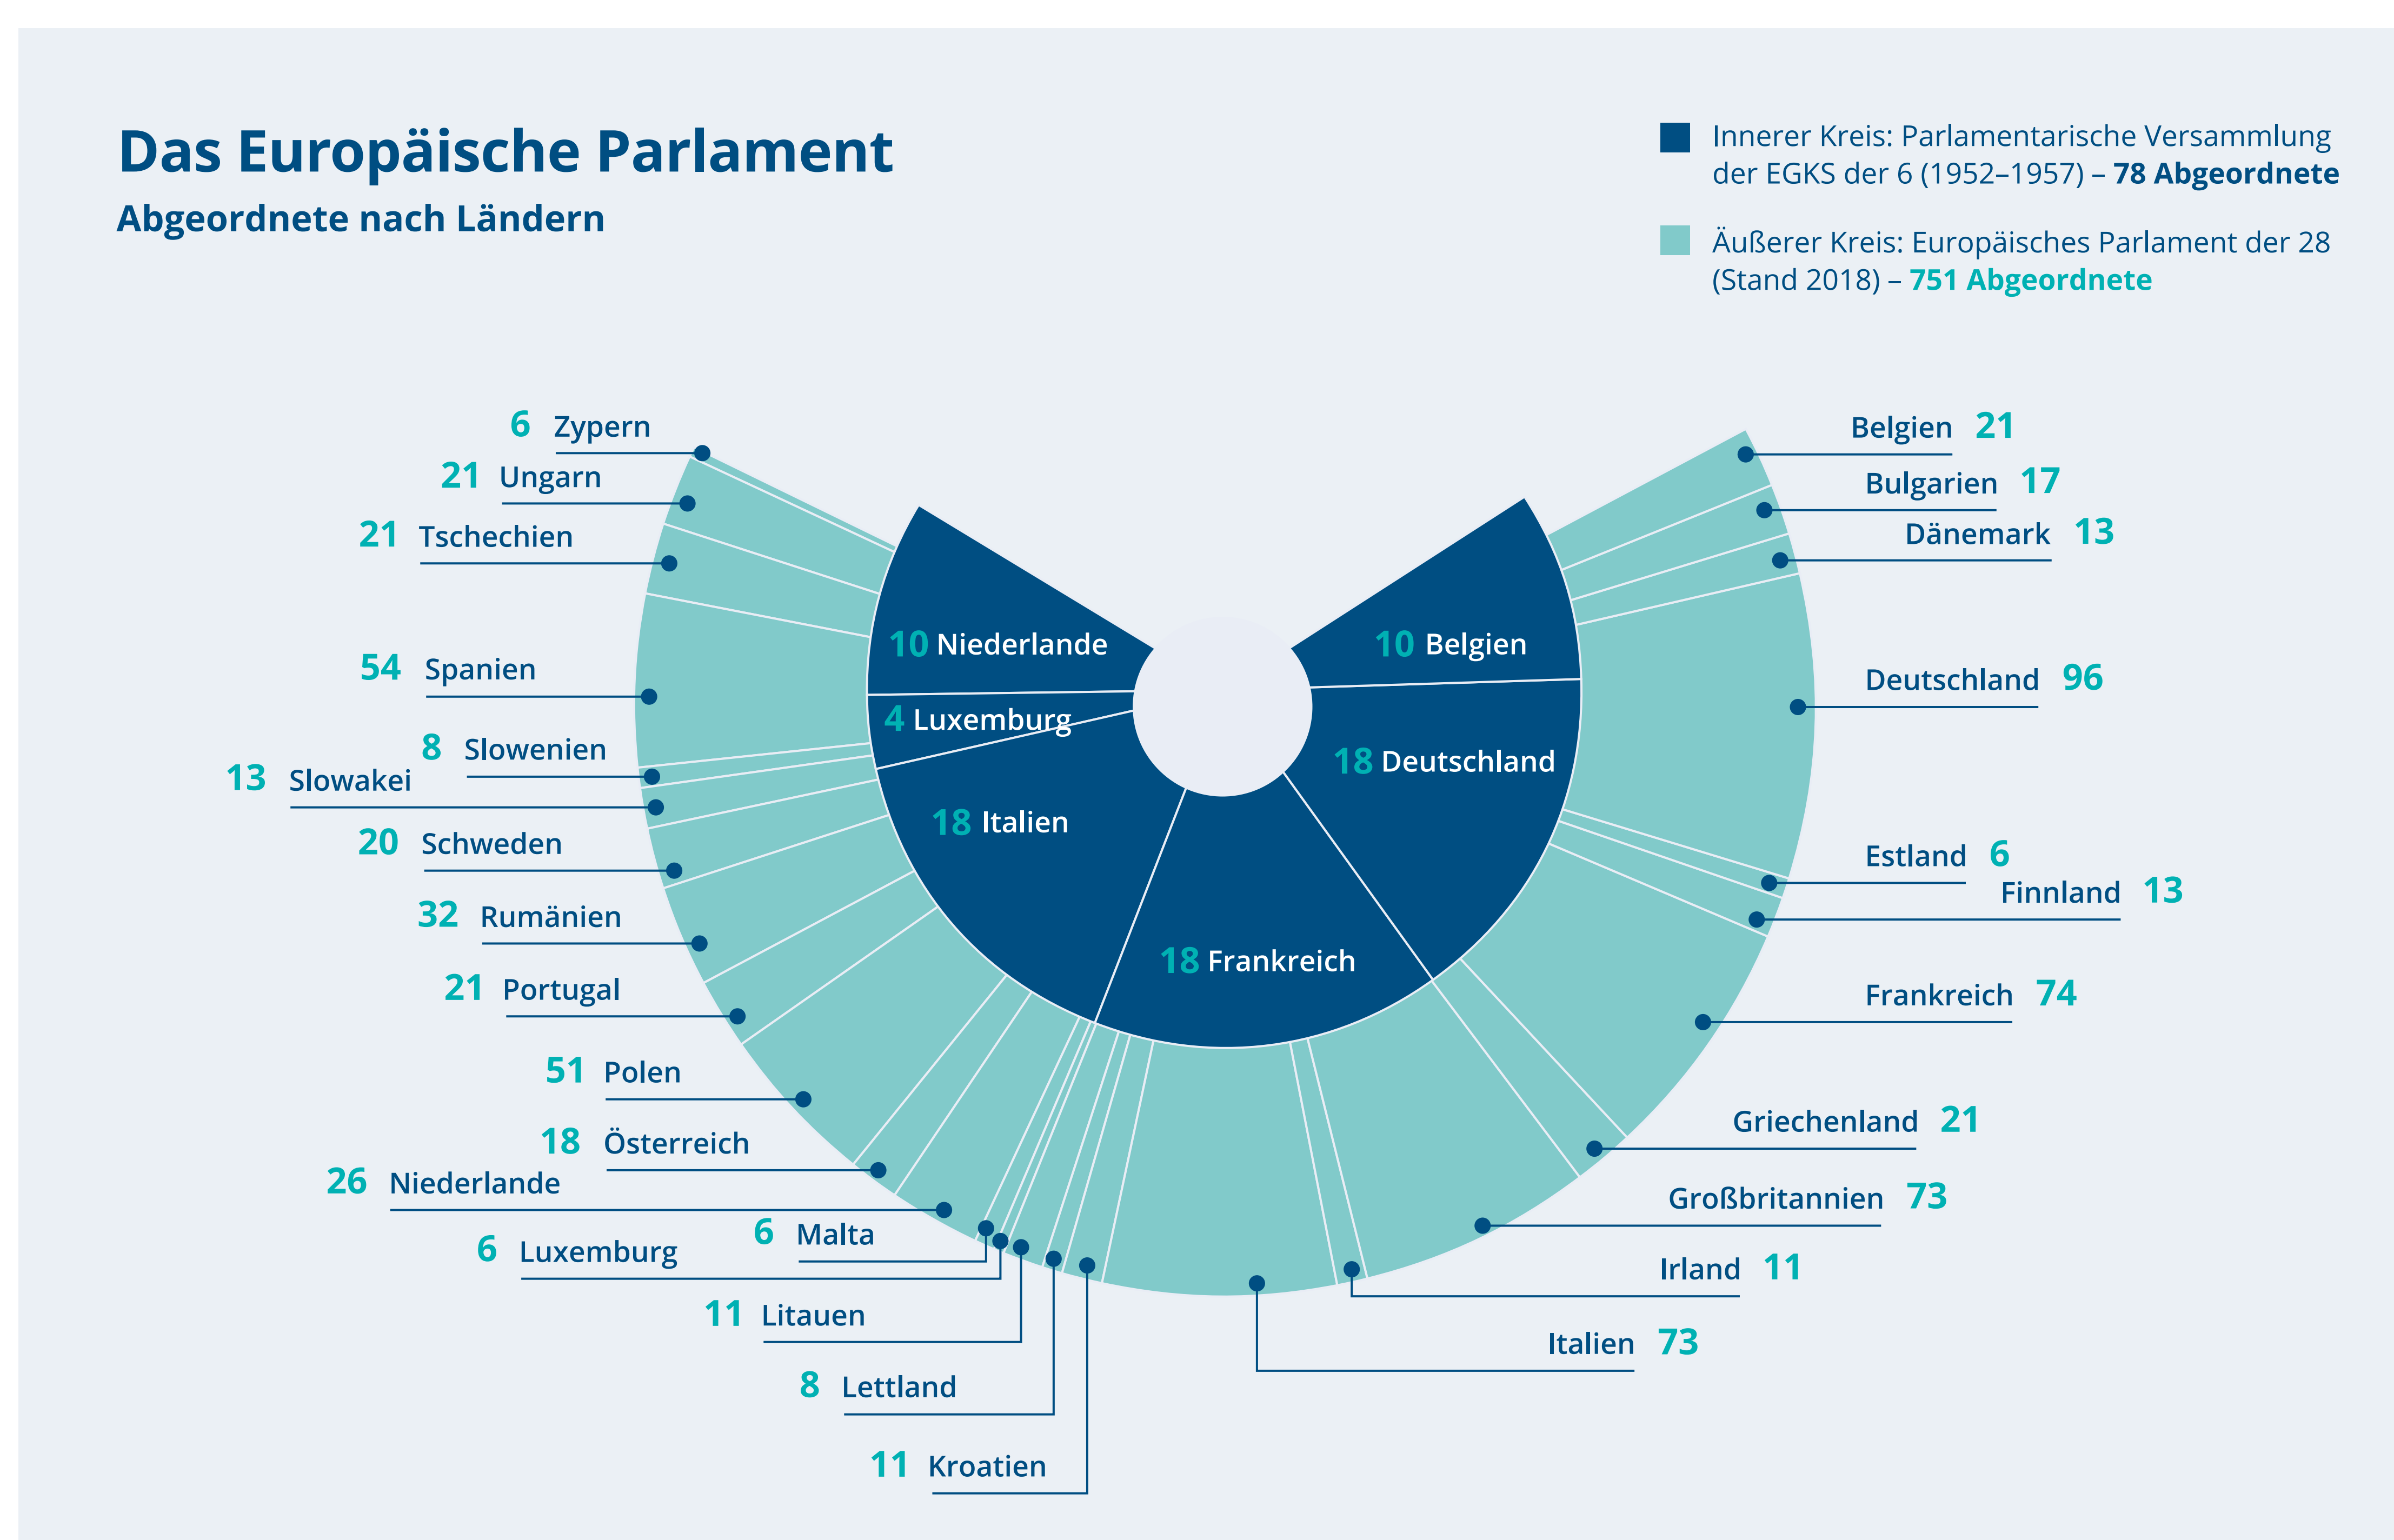 Das Europäische Parlament
Abgeordnete nach Ländern
Innerer Kreis: Parlamentarische Versammlung
der EGKS der 6 (1952–1957) – 78 Abgeordnete
Äußerer Kreis: Europäisches Parlament der 28
(Stand 2018) – 751 Abgeordnete
6 Zypern
21 Ungarn
21 Tschechien
54 Spanien
8 Slowenien
13 Slowakei
20 Schweden
32 Rumänien
21 Portugal
51 Polen
18 Österreich
26 Niederlande
6 Malta
6 Luxemburg
11 Litauen
8 Lettland
11 Kroatien
10 Niederlande
4 Luxemburg
18 Italien
18 Frankreich
18 Deutschland
10 Belgien
Belgien 21
Bulgarien 17
Dänemark 13
Deutschland 96
Estland 6
Finnland 13
Frankreich 74
Griechenland 21
Großbritannien 73
Irland 11
Italien 73